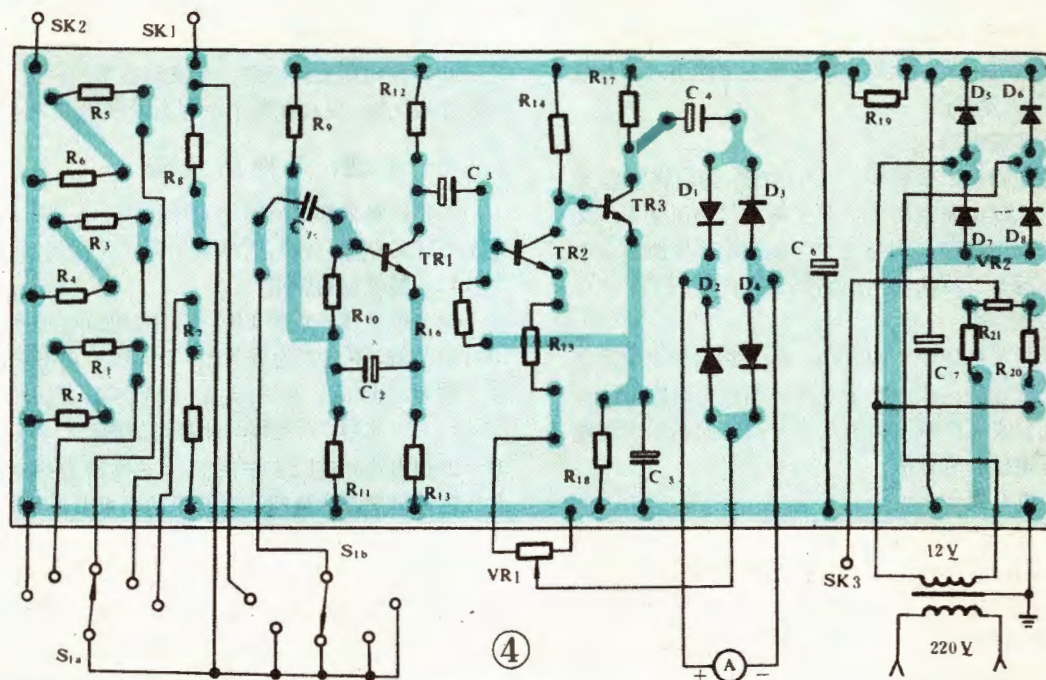 SK2
SK1
R₅
R₆
R₃
R₄
R₁
R₂
R₈
R₇
R₉
R₁₂
C₁
TR1
R₁₀
C₂
R₁₁
R₁₃
C₃
R₁₆
R₁₄
TR2
R₁₅
R₁₇
TR3
C₄
R₁₈
D₁
D₃
D₂
D₄
C₆
R₁₉
D₅
D₆
D₇
D₈
VR2
R₂₁
R₂₀
C₇
S₁ₐ
S₁b
VR1
④
+ A −
SK3
12V
220V